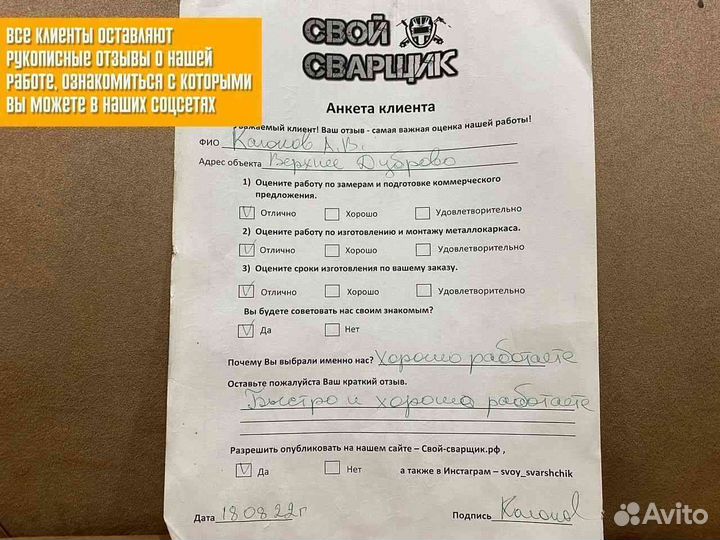 ВСЕ КЛИЕНТЫ ОСТАВЛЯЮТ
РУКОПИСНЫЕ ОТЗЫВЫ О НАШЕЙ
РАБОТЕ, ОЗНАКОМИТЬСЯ С КОТОРЫМИ
ВЫ МОЖЕТЕ В НАШИХ СОЦСЕТЯХ
СВОЙ
СВАРЩИК
Анкета клиента
Уважаемый клиент! Ваш отзыв - самая важная оценка нашей работы!
ФИО А.В.
Адрес объекта Верхнее Дуброво
1) Оцените работу по замерам и подготовке коммерческого
предложения.
Отлично Хорошо Удовлетворительно
2) Оцените работу по изготовлению и монтажу металлокаркаса.
Отлично Хорошо Удовлетворительно
3) Оцените сроки изготовления по вашему заказу.
Отлично Хорошо Удовлетворительно
Вы будете советовать нас своим знакомым?
Да Нет
Почему Вы выбрали именно нас? Хорошо работаете
Оставьте пожалуйста Ваш краткий отзыв.
Быстро и хорошо работаете
Разрешить опубликовать на нашем сайте – Свой-сварщик.рф ,
Да Нет а также в Инстаграм – svoy_svarshchik
Дата 18 08 22 г Подпись
Avito